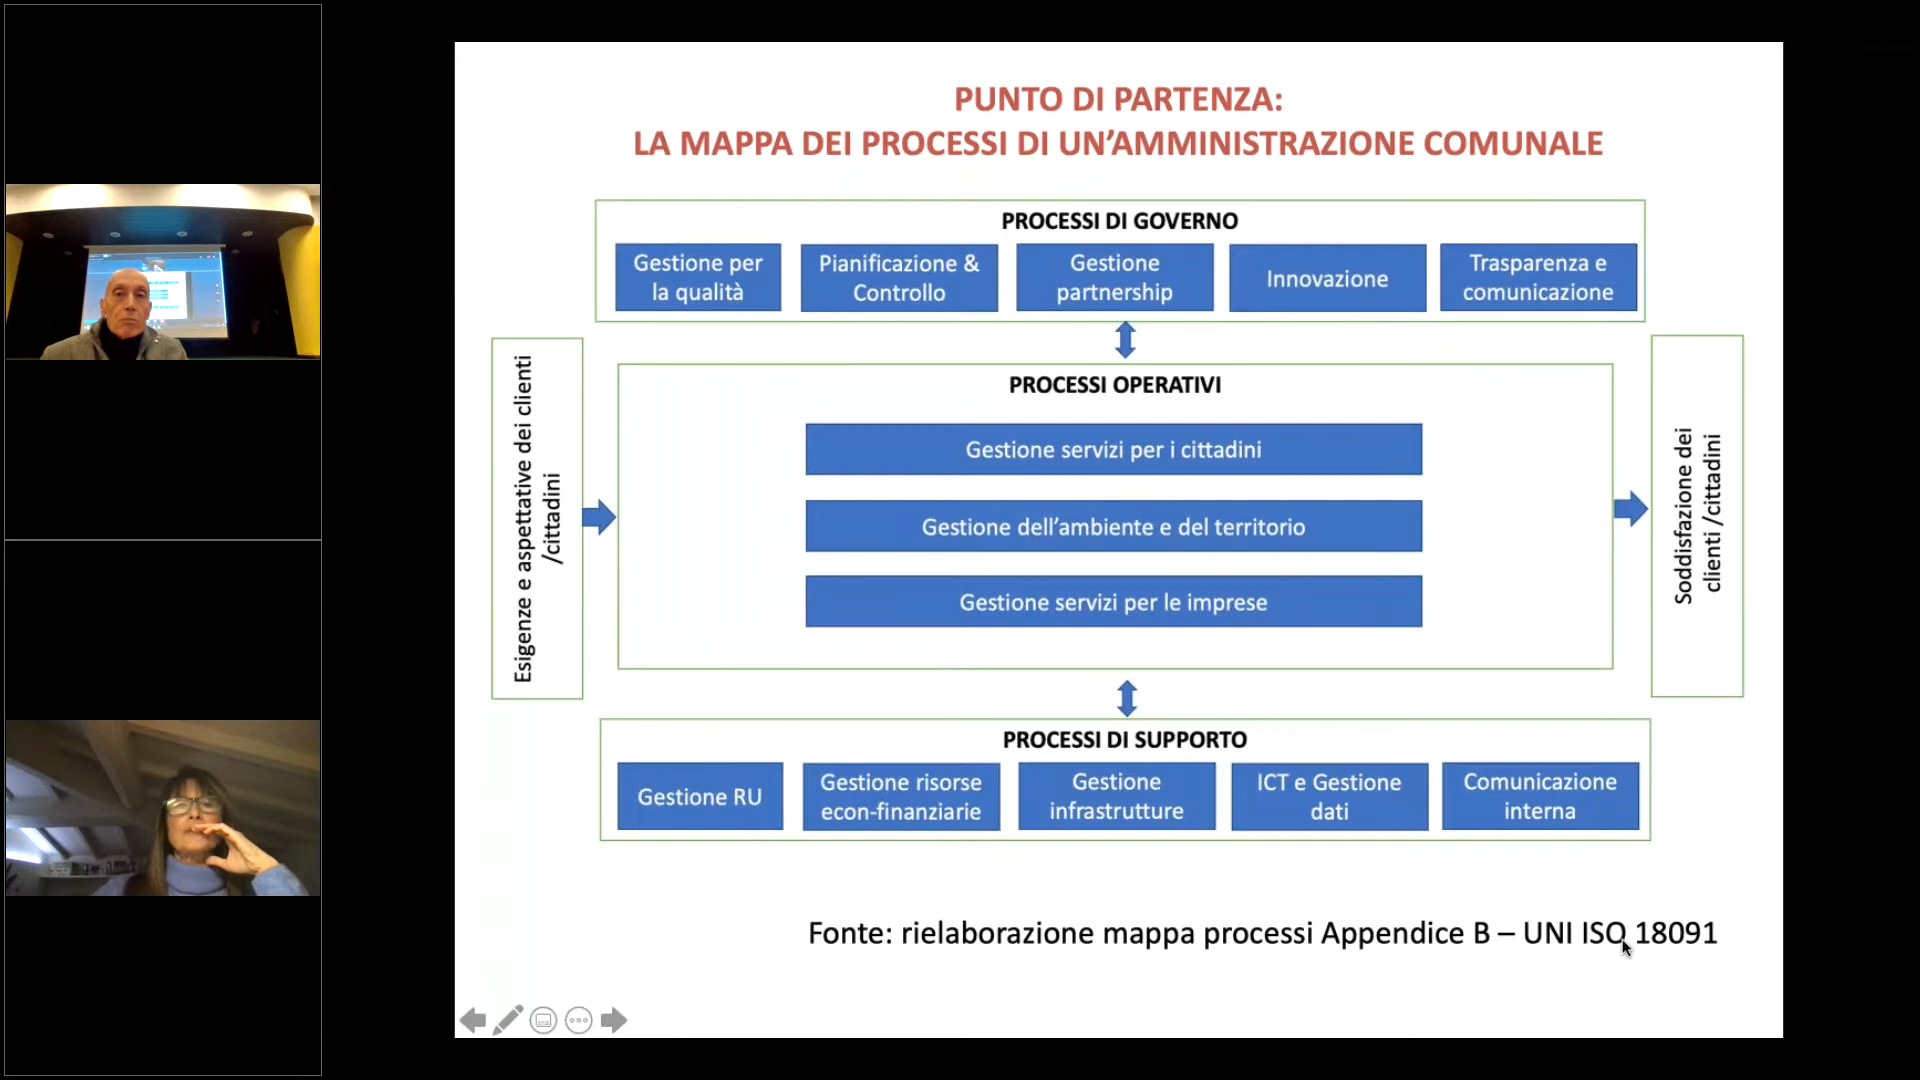 PUNTO DI PARTENZA:
LA MAPPA DEI PROCESSI DI UN’AMMINISTRAZIONE COMUNALE
PROCESSI DI GOVERNO
Gestione per
la qualità
Pianificazione &
Controllo
Gestione
partnership
Innovazione
Trasparenza e
comunicazione
Esigenze e aspettative dei clienti
/cittadini
PROCESSI OPERATIVI
Gestione servizi per i cittadini
Gestione dell’ambiente e del territorio
Gestione servizi per le imprese
Soddisfazione dei
clienti /cittadini
PROCESSI DI SUPPORTO
Gestione RU
Gestione risorse
econ-finanziarie
Gestione
infrastrutture
ICT e Gestione
dati
Comunicazione
interna
Fonte: rielaborazione mappa processi Appendice B – UNI ISO 18091